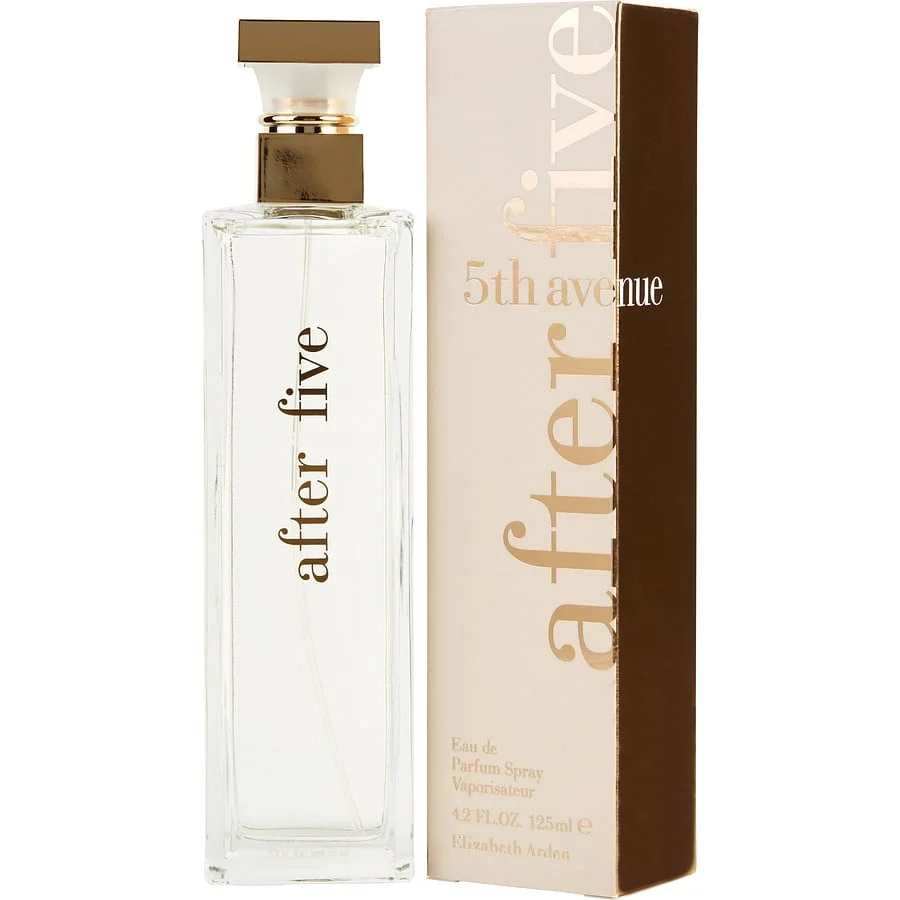 after five
5th avenue
after five
Eau de
Parfum Spray
Vaporisateur
4.2 FL.OZ. 125ml ℮
Elizabeth Arden